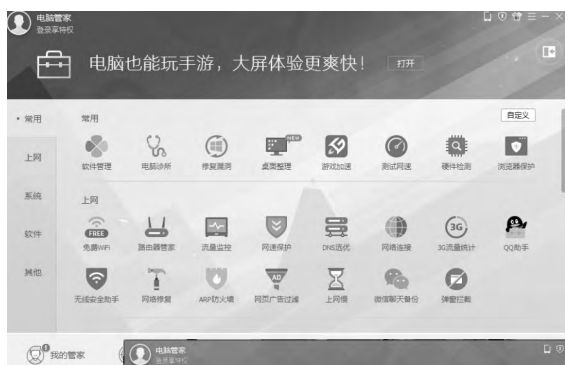 电脑管家
登录享特权
电脑也能玩手游，大屏体验更爽快！ 打开
常用 常用 自定义
软件管理 电脑诊所 修复漏洞 桌面整理 NEW 游戏加速 测试网速 硬件检测 浏览器保护
上网 上网
系统
软件
其他
FREE 3G
免费WiFi 路由器管家 流量监控 网速保护 DNS选优 网络连接 3G流量统计 QQ助手
AD
无线安全助手 网络修复 ARP防火墙 网页广告过滤 上网慢 微信聊天备份 弹窗拦截
我的管家
电脑管家
登录享特权